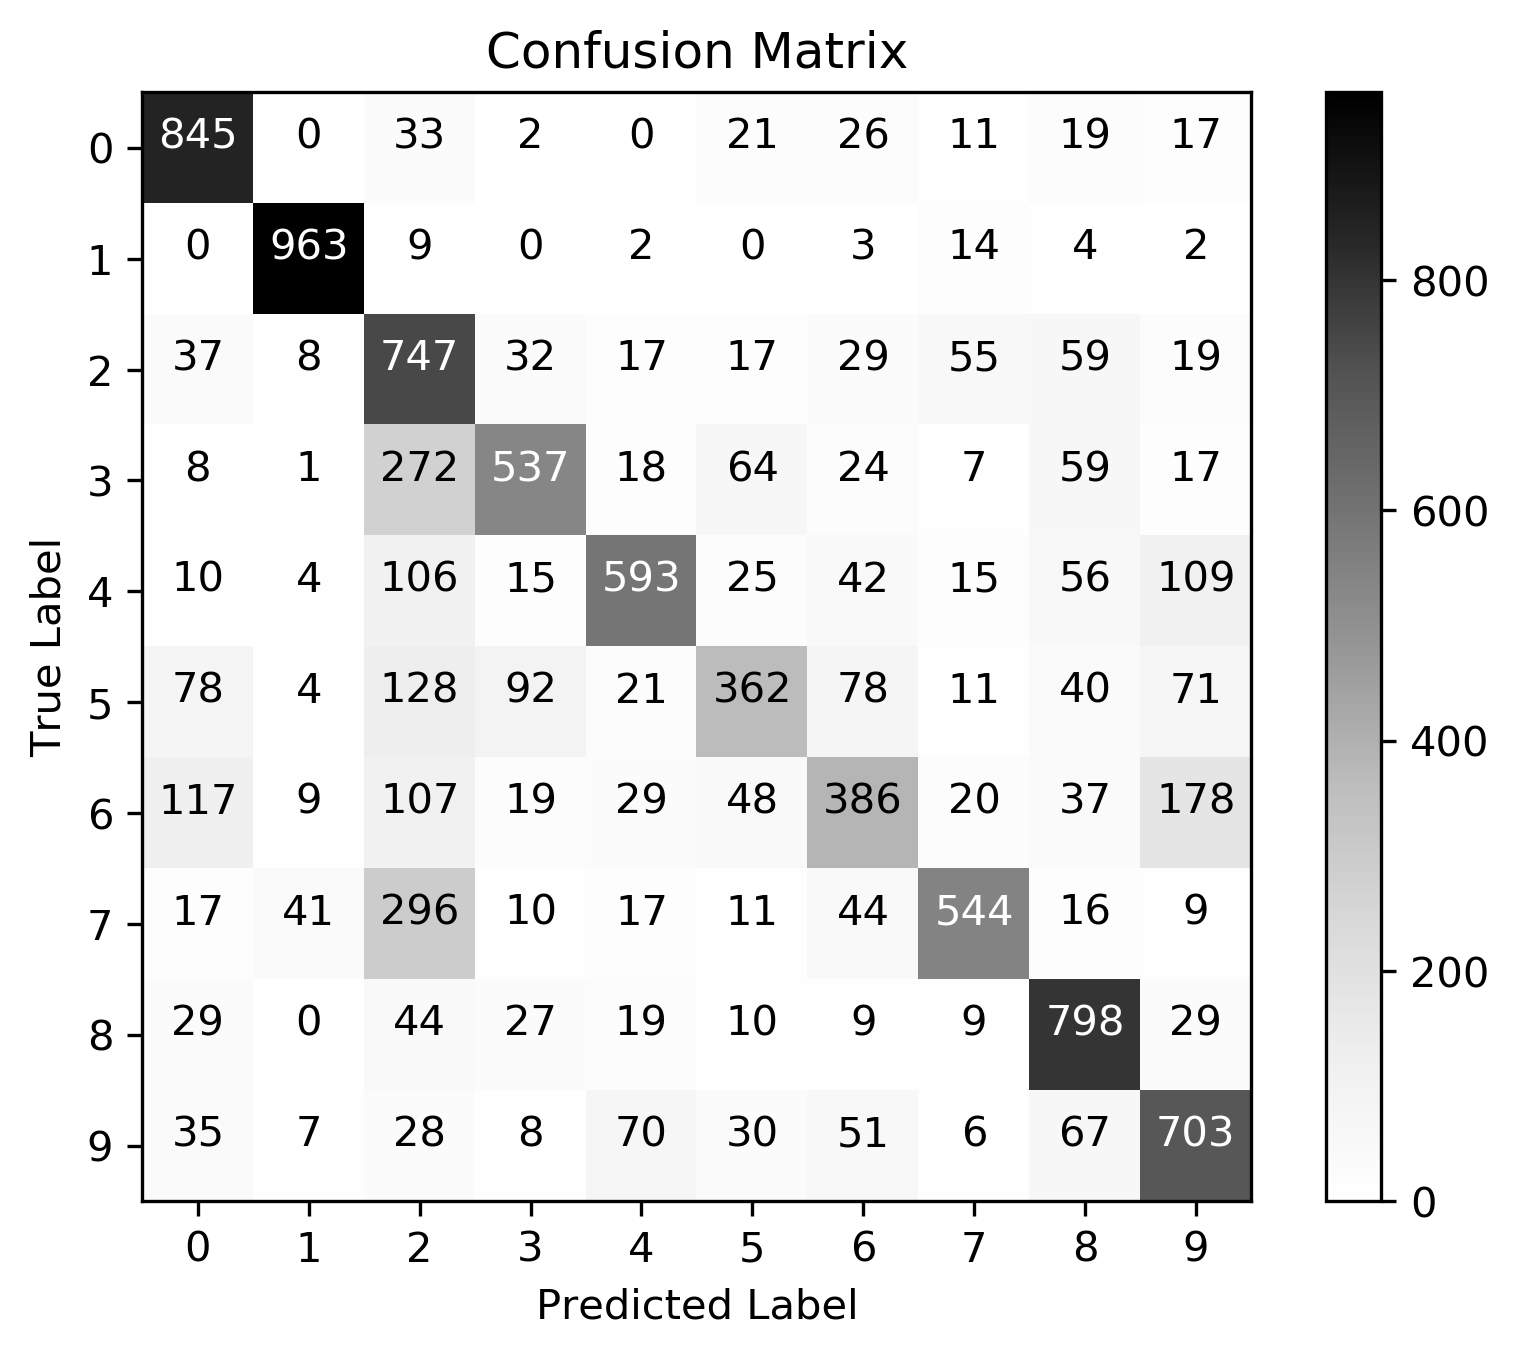 Confusion Matrix
0 845 0 33 2 0 21 26 11 19 17
1 0 963 9 0 2 0 3 14 4 2
2 37 8 747 32 17 17 29 55 59 19
3 8 1 272 537 18 64 24 7 59 17
4 10 4 106 15 593 25 42 15 56 109
5 78 4 128 92 21 362 78 11 40 71
6 117 9 107 19 29 48 386 20 37 178
7 17 41 296 10 17 11 44 544 16 9
8 29 0 44 27 19 10 9 9 798 29
9 35 7 28 8 70 30 51 6 67 703
0 1 2 3 4 5 6 7 8 9
Predicted Label
True Label
800
600
400
200
0